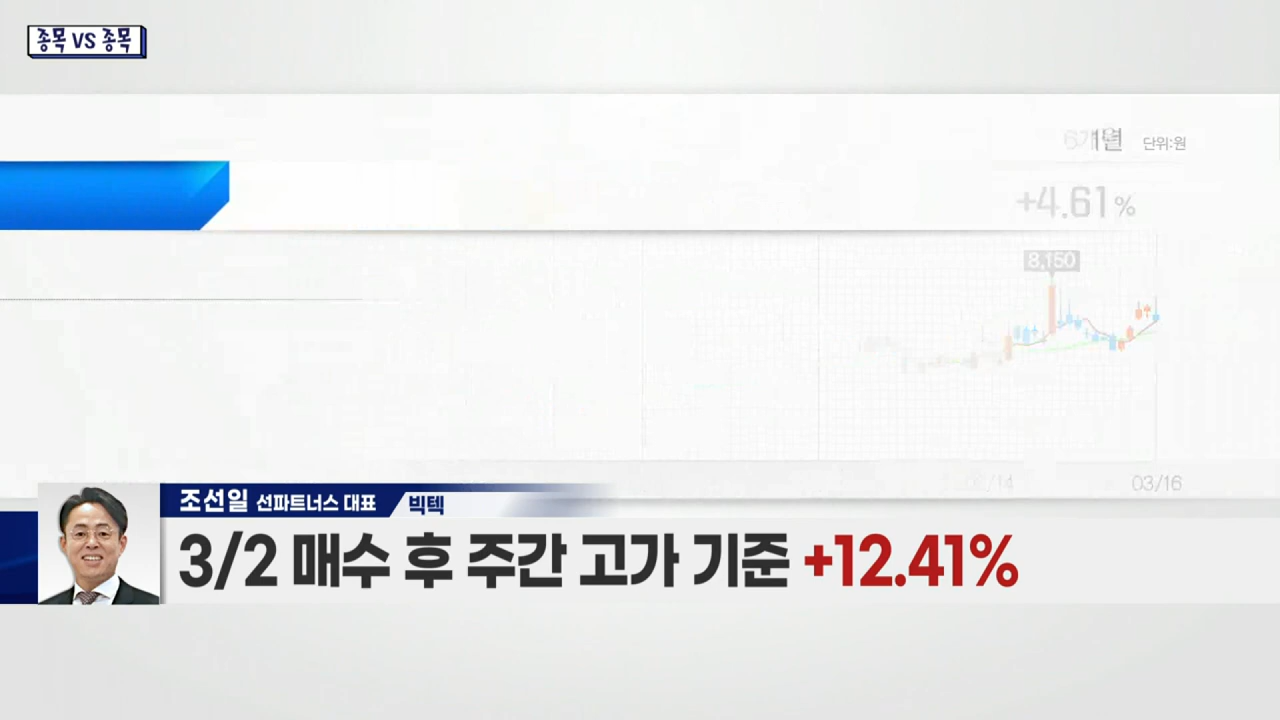 종목 VS 종목
6개월 단위:원
+4.61%
8,150
03/16
조선일 선파트너스 대표 빅텍
3/2 매수 후 주간 고가 기준 +12.41%